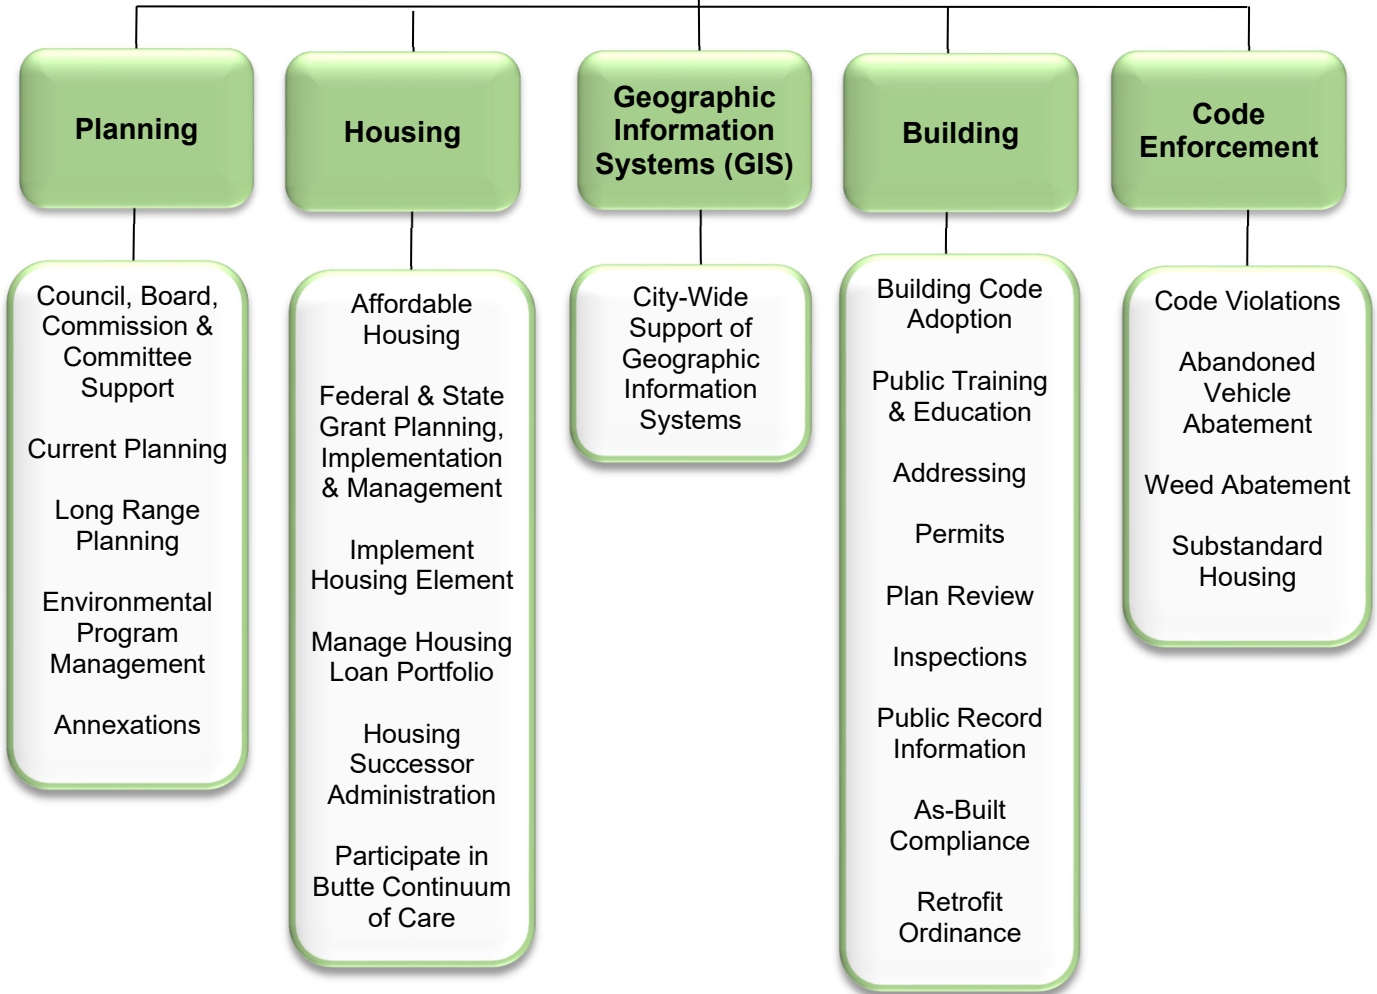 Planning
Housing
Geographic
Information
Systems (GIS)
Building
Code
Enforcement
Council, Board,
Commission &
Committee
Support
Current Planning
Long Range
Planning
Environmental
Program
Management
Annexations
Affordable
Housing
Federal & State
Grant Planning,
Implementation
& Management
Implement
Housing Element
Manage Housing
Loan Portfolio
Housing
Successor
Administration
Participate in
Butte Continuum
of Care
City-Wide
Support of
Geographic
Information
Systems
Building Code
Adoption
Public Training
& Education
Addressing
Permits
Plan Review
Inspections
Public Record
Information
As-Built
Compliance
Retrofit
Ordinance
Code Violations
Abandoned
Vehicle
Abatement
Weed Abatement
Substandard
Housing